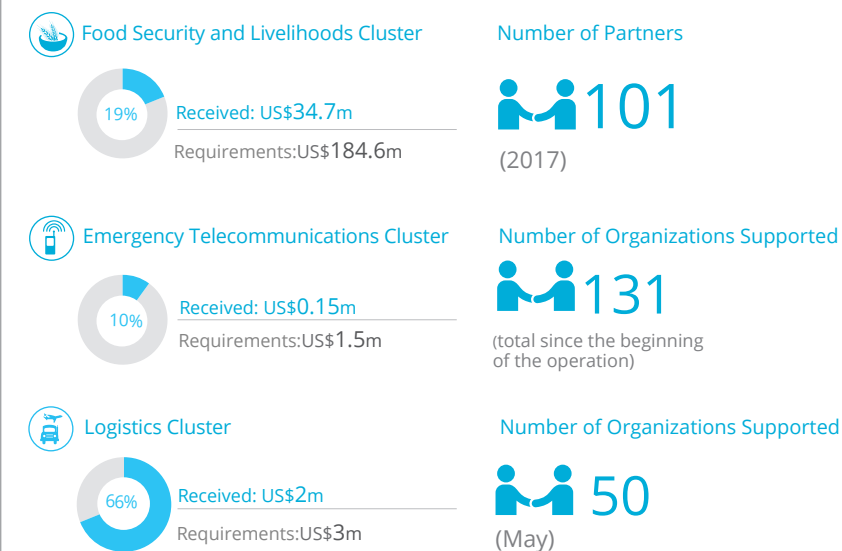 Food Security and Livelihoods Cluster
Number of Partners
19%
Received: US$34.7m
Requirements:US$184.6m
101
(2017)
Emergency Telecommunications Cluster
Number of Organizations Supported
10%
Received: US$0.15m
Requirements:US$1.5m
131
(total since the beginning
of the operation)
Logistics Cluster
Number of Organizations Supported
66%
Received: US$2m
Requirements:US$3m
50
(May)